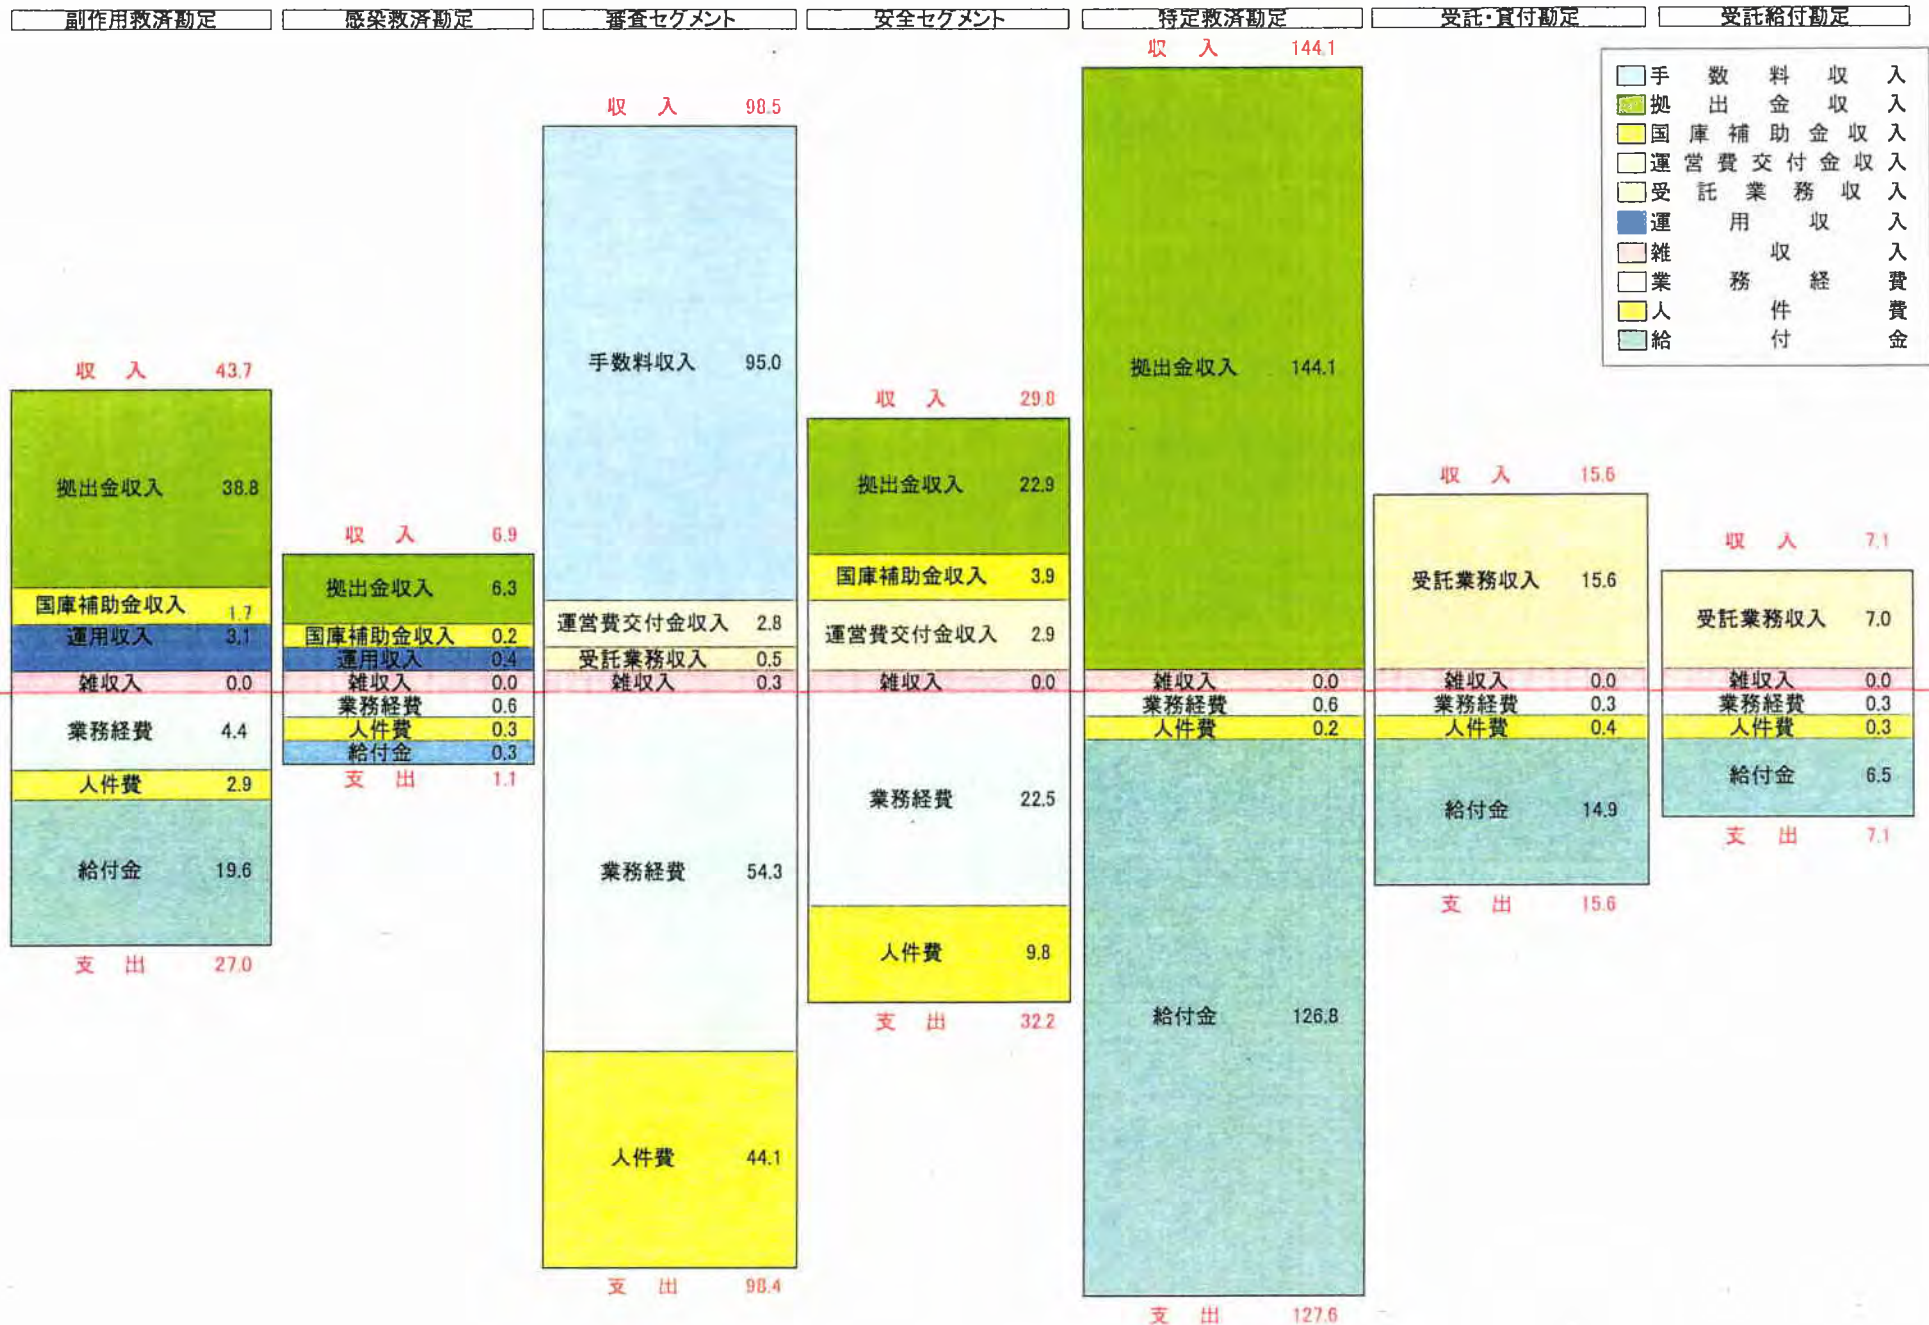 副作用救済勘定
感染救済勘定
審査セグメント
安全セグメント
特定救済勘定
受託・貸付勘定
受託給付勘定
手数料収入
拠出金収入
国庫補助金収入
運営費交付金収入
受託業務収入
運用収入
雑収入
業務経費
人件費
給付金
収入 43.7
拠出金収入 38.8
国庫補助金収入 1.7
運用収入 3.1
雑収入 0.0
業務経費 4.4
人件費 2.9
給付金 19.6
支出 27.0
収入 6.9
拠出金収入 6.3
国庫補助金収入 0.2
運用収入 0.4
雑収入 0.0
業務経費 0.6
人件費 0.3
給付金 0.3
支出 1.1
収入 98.5
手数料収入 95.0
運営費交付金収入 2.8
受託業務収入 0.5
雑収入 0.3
業務経費 54.3
人件費 44.1
支出 98.4
収入 29.8
拠出金収入 22.9
国庫補助金収入 3.9
運営費交付金収入 2.9
雑収入 0.0
業務経費 22.5
人件費 9.8
支出 32.2
収入 144.1
拠出金収入 144.1
雑収入 0.0
業務経費 0.6
人件費 0.2
給付金 126.8
支出 127.6
収入 15.6
受託業務収入 15.6
雑収入 0.0
業務経費 0.3
人件費 0.4
給付金 14.9
支出 15.6
収入 7.1
受託業務収入 7.0
雑収入 0.0
業務経費 0.3
人件費 0.3
給付金 6.5
支出 7.1